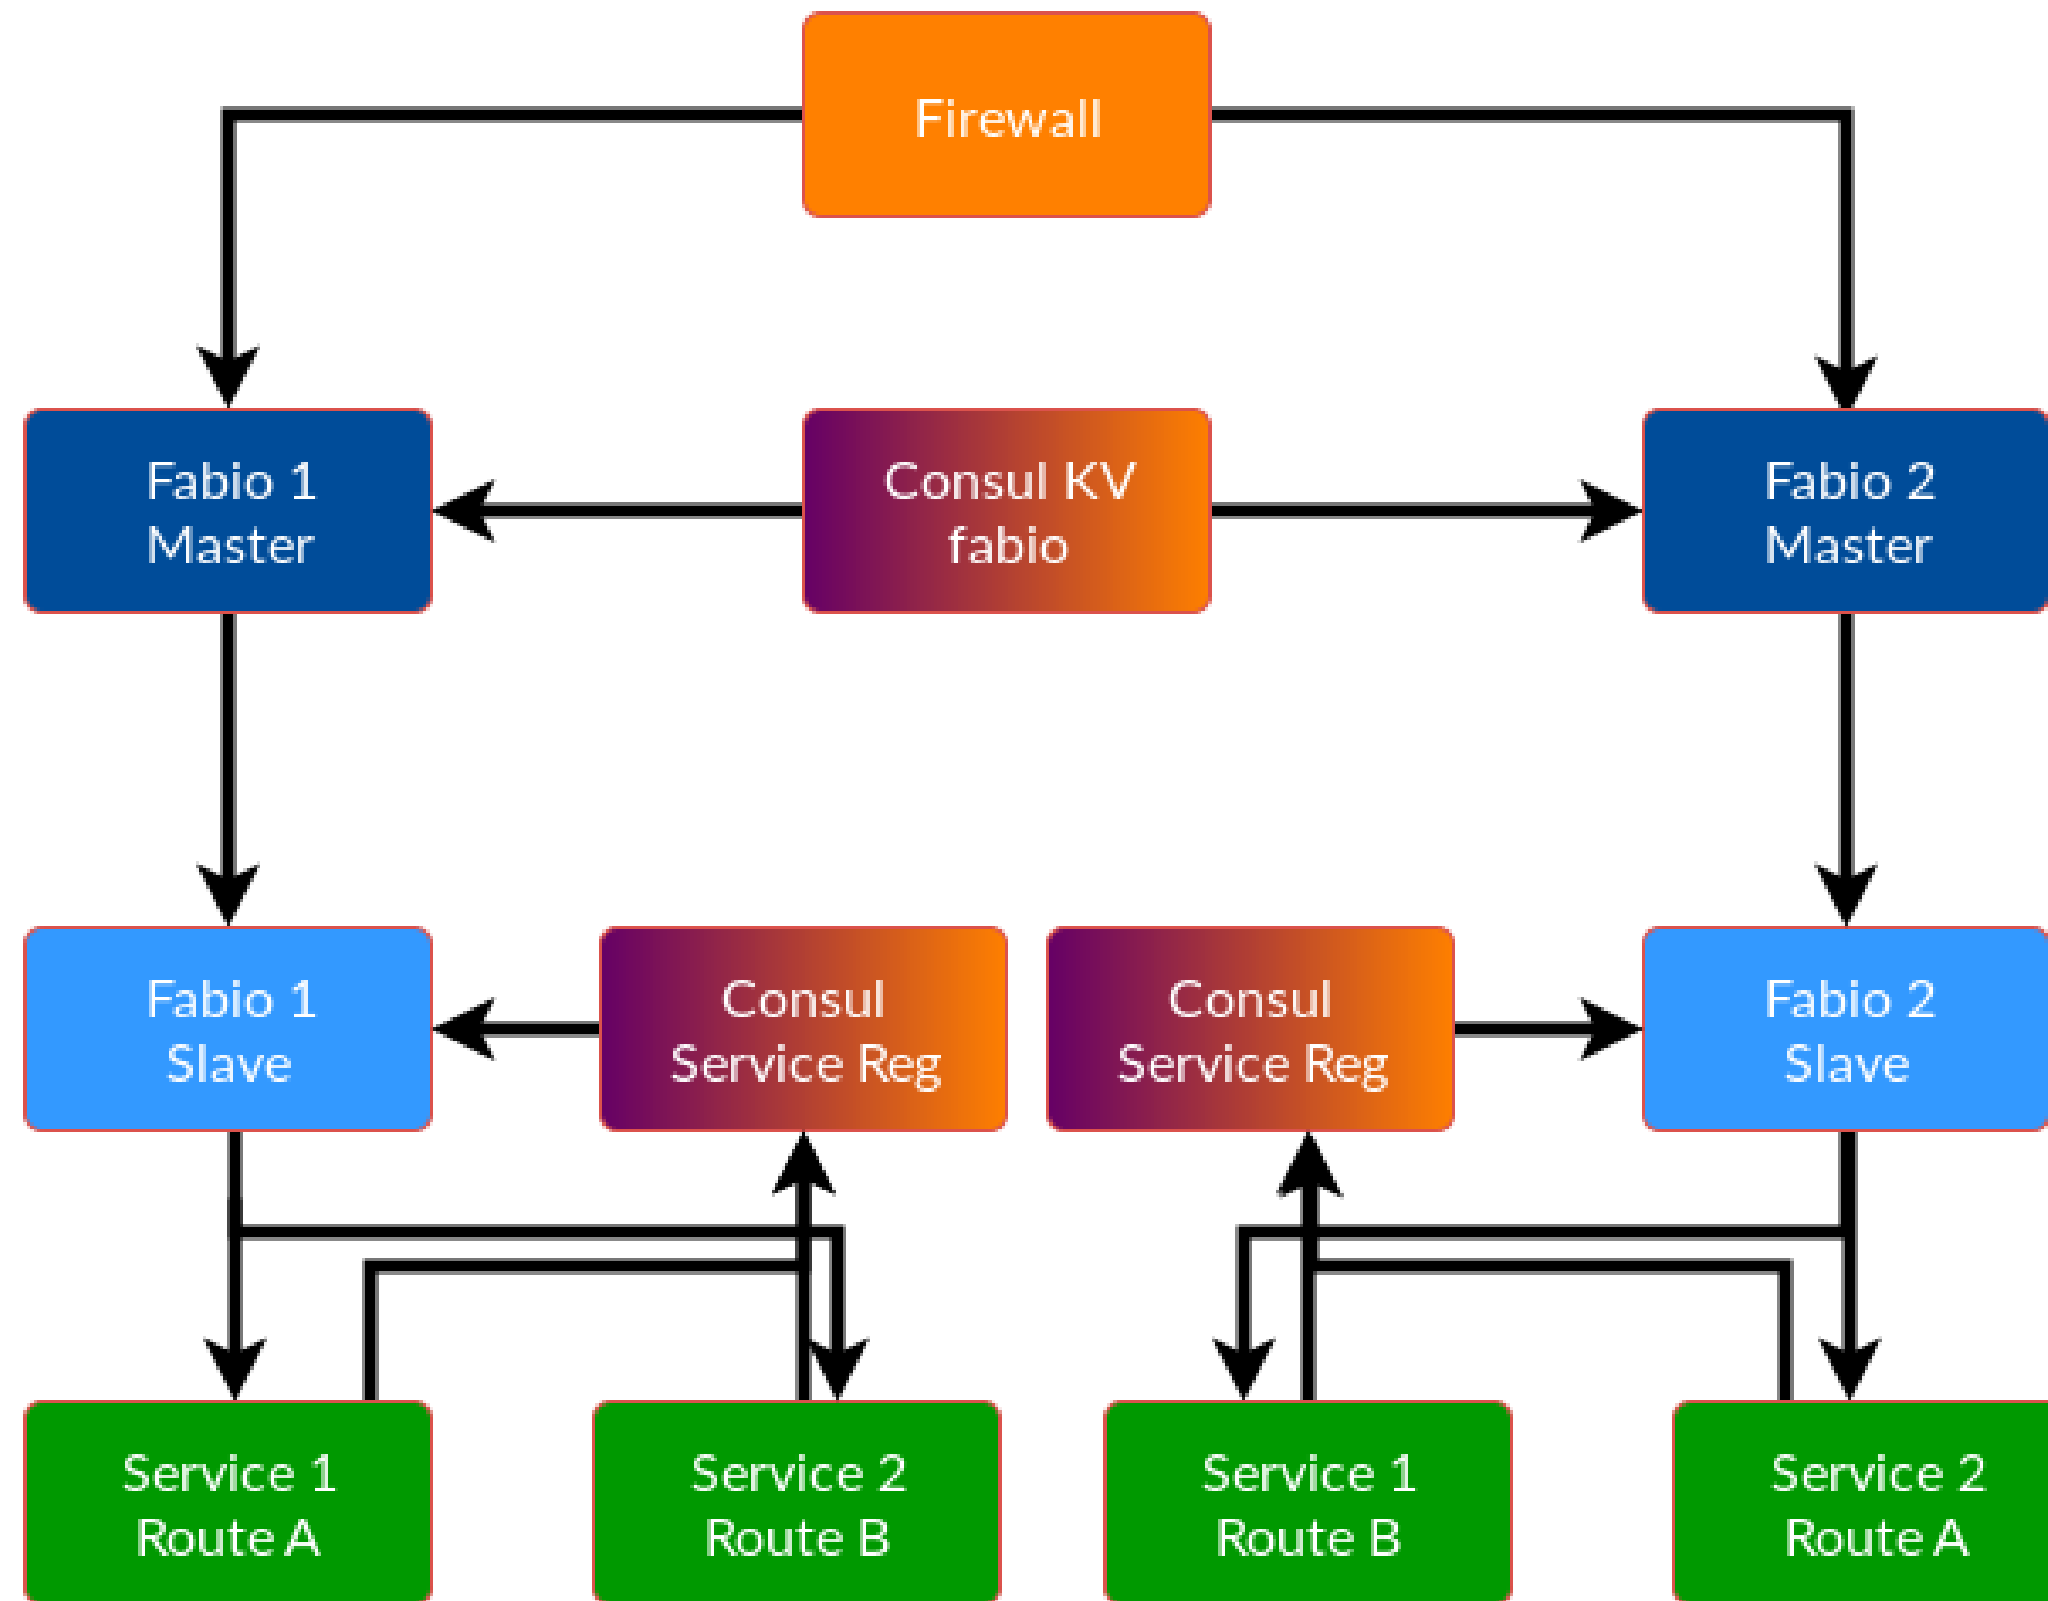 Firewall
Fabio 1
Master
Consul KV
fabio
Fabio 2
Master
Fabio 1
Slave
Consul
Service Reg
Consul
Service Reg
Fabio 2
Slave
Service 1
Route A
Service 2
Route B
Service 1
Route B
Service 2
Route A